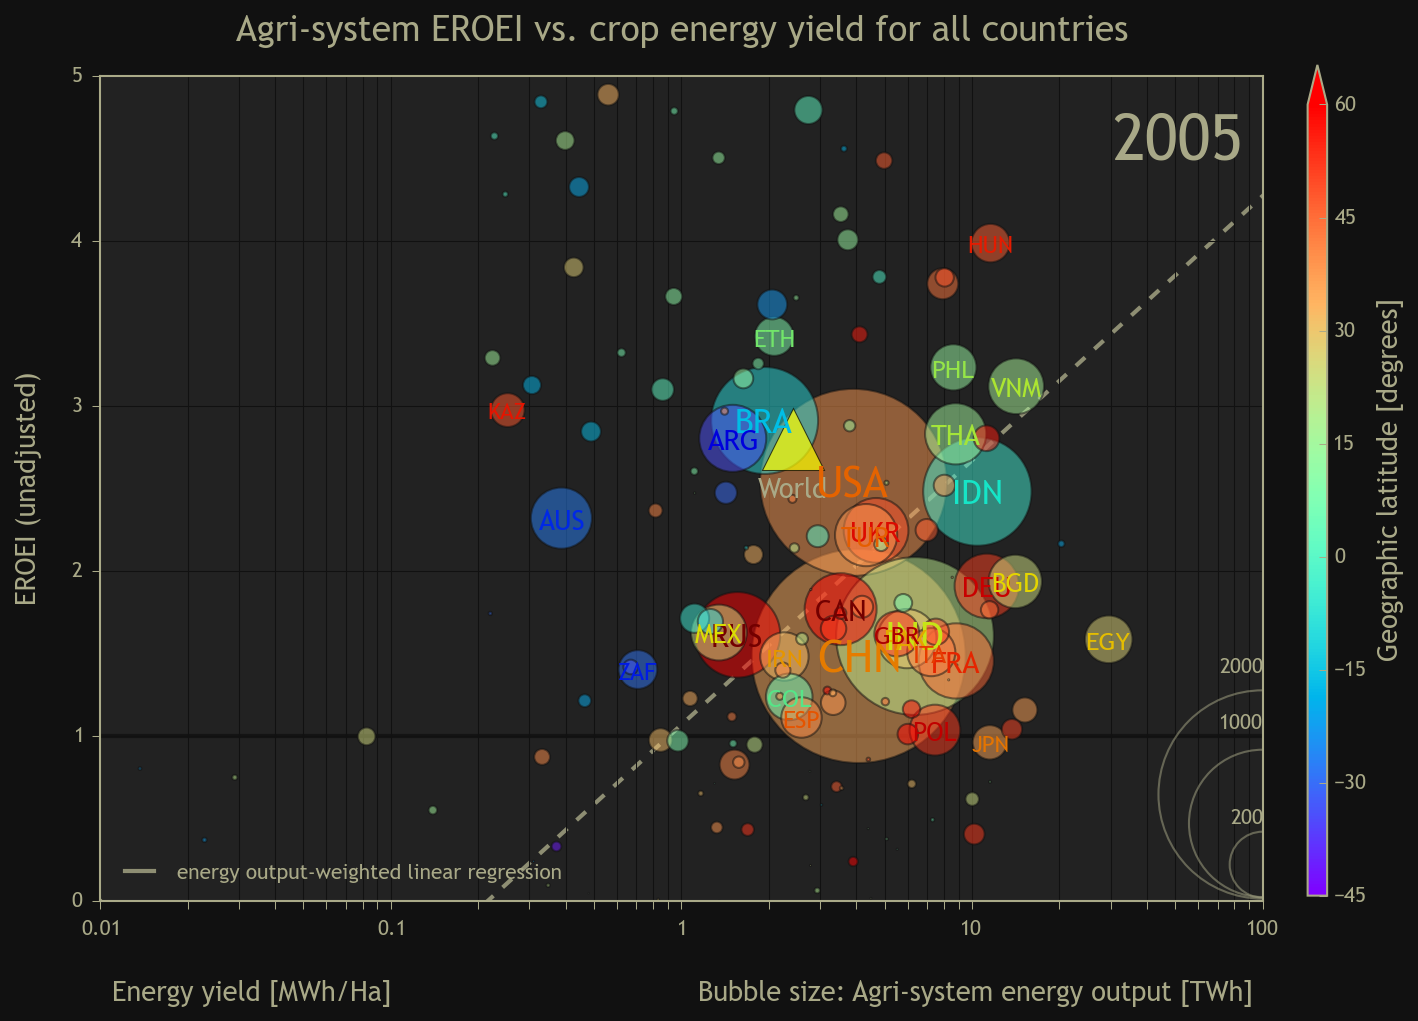 Agri-system EROEI vs. crop energy yield for all countries
2005
EROEI (unadjusted)
5
4
3
2
1
0
HUN
ETH
PHL
VNM
KAZ
BRA
ARG
THA
World
USA
IDN
AUS
UKR
TUR
DEU
BGD
CAN
MEX
RUS
GBR
IND
EGY
CHN
IRN
ITA
FRA
ZAF
COL
ESP
POL
JPN
2000
1000
200
energy output-weighted linear regression
0.01
0.1
1
10
100
Energy yield [MWh/Ha]
Bubble size: Agri-system energy output [TWh]
60
45
30
15
0
−15
−30
−45
Geographic latitude [degrees]